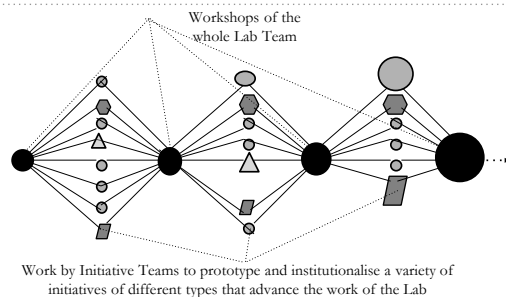 Workshops of the
whole Lab Team
Work by Initiative Teams to prototype and institutionalise a variety of
initiatives of different types that advance the work of the Lab